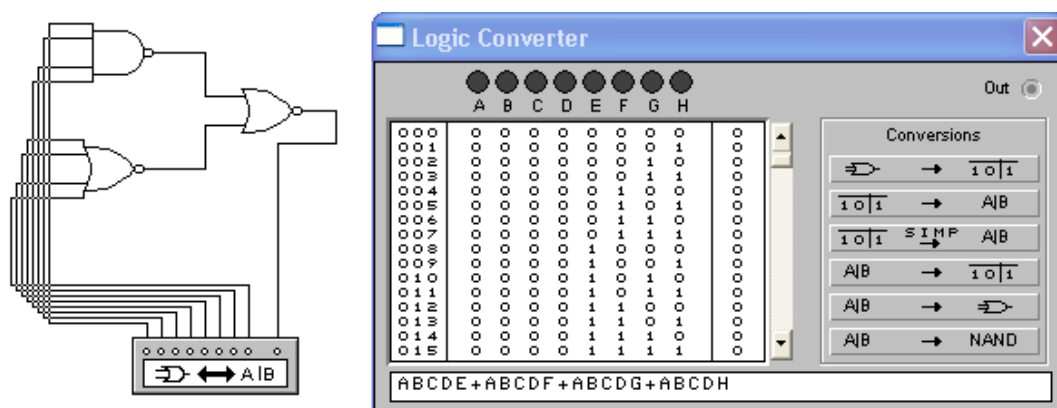 A|B
Logic Converter
Out
A B C D E F G H
000 0 0 0 0 0 0 0 0 0
001 0 0 0 0 0 0 0 1 0
002 0 0 0 0 0 0 1 0 0
003 0 0 0 0 0 0 1 1 0
004 0 0 0 0 0 1 0 0 0
005 0 0 0 0 0 1 0 1 0
006 0 0 0 0 0 1 1 0 0
007 0 0 0 0 0 1 1 1 0
008 0 0 0 0 1 0 0 0 0
009 0 0 0 0 1 0 0 1 0
010 0 0 0 0 1 0 1 0 0
011 0 0 0 0 1 0 1 1 0
012 0 0 0 0 1 1 0 0 0
013 0 0 0 0 1 1 0 1 0
014 0 0 0 0 1 1 1 0 0
015 0 0 0 0 1 1 1 1 0
Conversions
→ 1 0|1
1 0|1 → A|B
1 0|1 SIMP → A|B
A|B → 1 0|1
A|B →
A|B → NAND
ABCDE+ABCDF+ABCDG+ABCDH